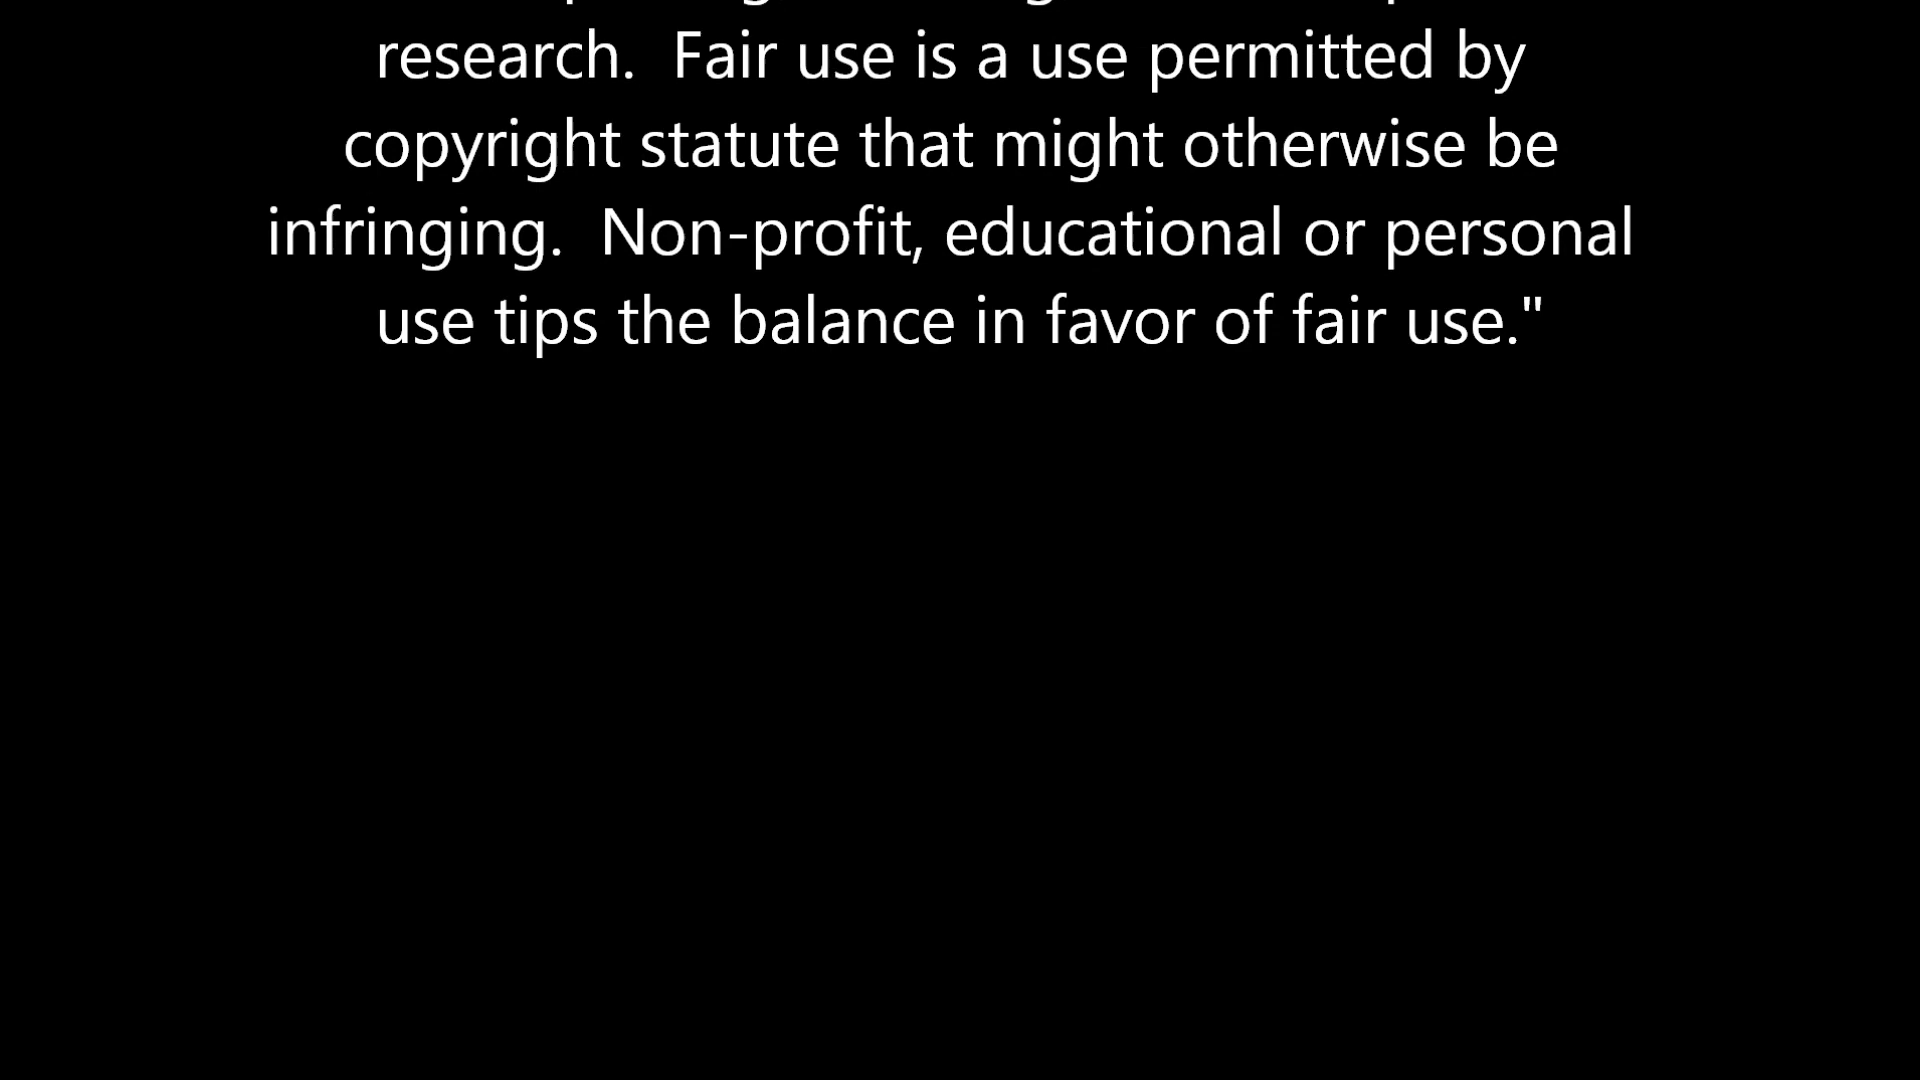 research.  Fair use is a use permitted by
copyright statute that might otherwise be
infringing.  Non-profit, educational or personal
use tips the balance in favor of fair use."